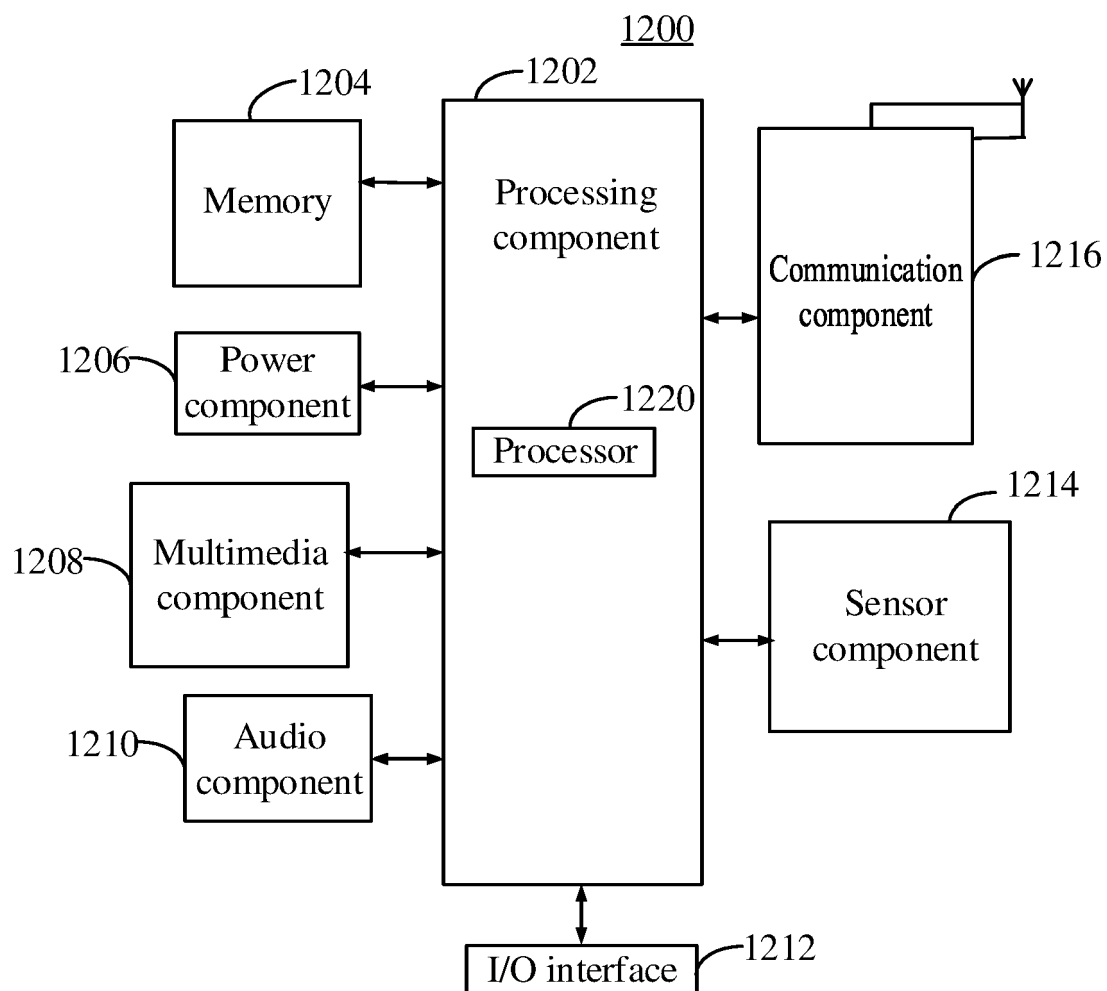 1200
1202
1204
Memory
Processing
component
Communication
component
1216
1206
Power
component
1220
Processor
1208
Multimedia
component
1214
Sensor
component
1210
Audio
component
I/O interface
1212